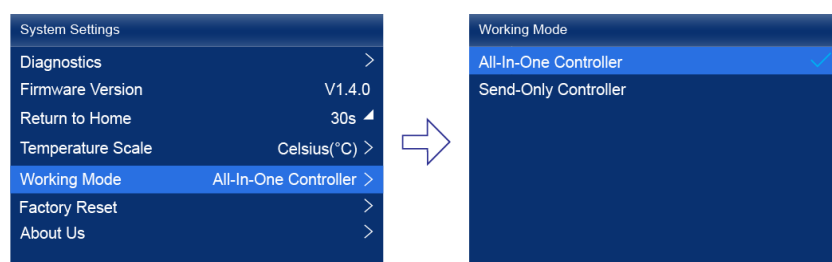 System Settings
Diagnostics >
Firmware Version V1.4.0
Return to Home 30s
Temperature Scale Celsius(°C) >
Working Mode All-In-One Controller >
Factory Reset >
About Us >
Working Mode
All-In-One Controller
Send-Only Controller